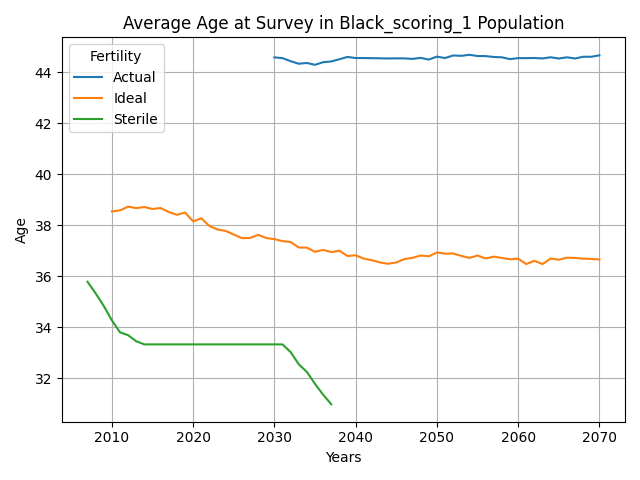 Average Age at Survey in Black_scoring_1 Population
Fertility
Actual
Ideal
Sterile
Age
44
42
40
38
36
34
32
2010 2020 2030 2040 2050 2060 2070
Years